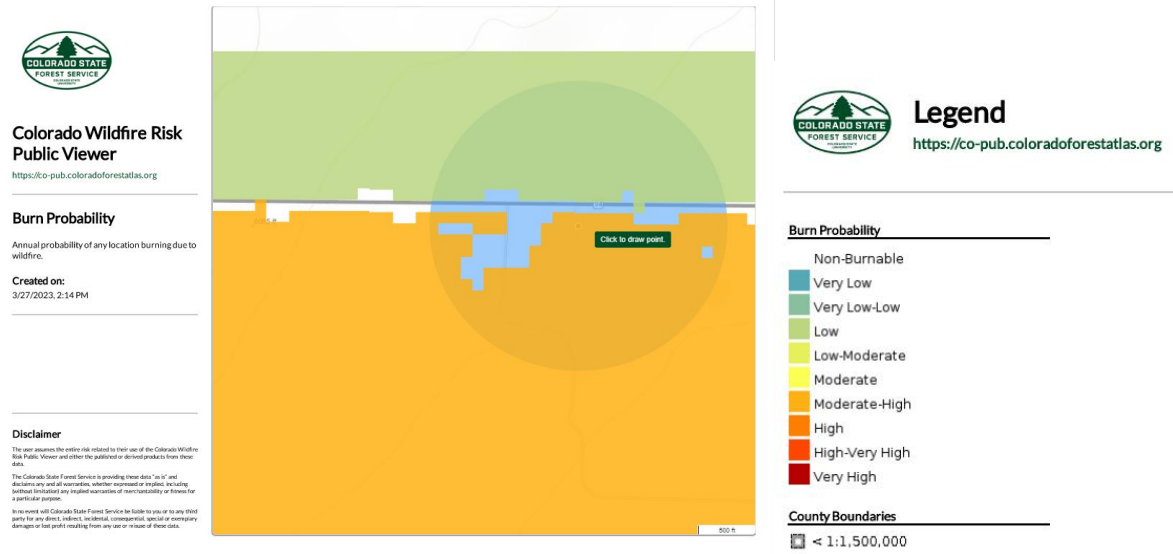 COLORADO STATE
FOREST SERVICE
UNIVERSITY
Colorado Wildfire Risk
Public Viewer
https://co-pub.coloradoforestatlas.org
Burn Probability
Annual probability of any location burning due to
wildfire.
Created on:
3/27/2023, 2:14 PM
Disclaimer
The user assumes the entire risk related to their use of the Colorado Wildfire
Risk Public Viewer and either the published or derived products from these
data.
The Colorado State Forest Service is providing these data "as is" and
disclaims any and all warranties, whether expressed or implied, including
(without limitation) any implied warranties of merchantability or fitness for
a particular purpose.
In no event will Colorado State Forest Service be liable to you or to any third
party for any direct, indirect, incidental, consequential, special or exemplary
damages or lost profit resulting from any use or misuse of these data.
Click to draw point.
500 ft
COLORADO STATE
FOREST SERVICE
UNIVERSITY
Legend
https://co-pub.coloradoforestatlas.org
Burn Probability
Non-Burnable
Very Low
Very Low-Low
Low
Low-Moderate
Moderate
Moderate-High
High
High-Very High
Very High
County Boundaries
< 1:1,500,000